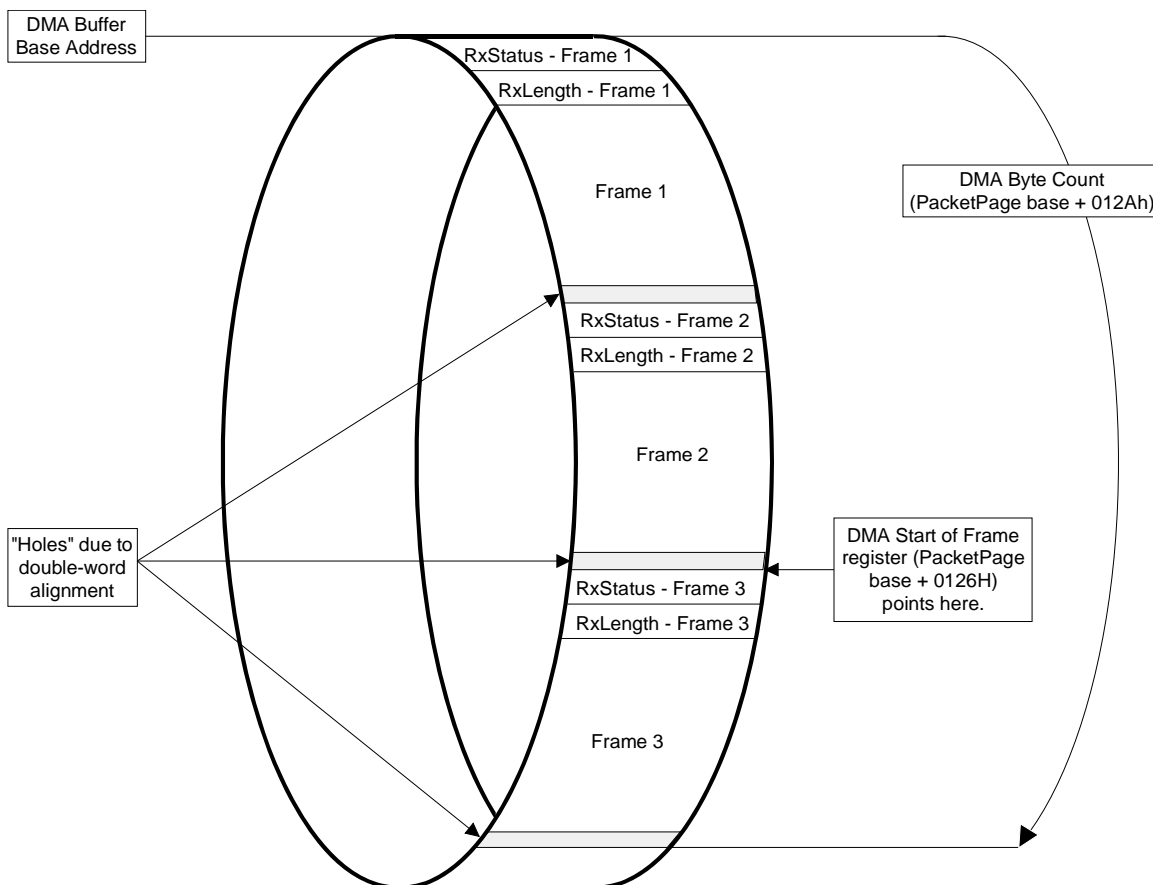 DMA Buffer
Base Address
RxStatus - Frame 1
RxLength - Frame 1
Frame 1
DMA Byte Count
(PacketPage base + 012Ah)
RxStatus - Frame 2
RxLength - Frame 2
Frame 2
"Holes" due to
double-word
alignment
DMA Start of Frame
register (PacketPage
base + 0126H)
points here.
RxStatus - Frame 3
RxLength - Frame 3
Frame 3